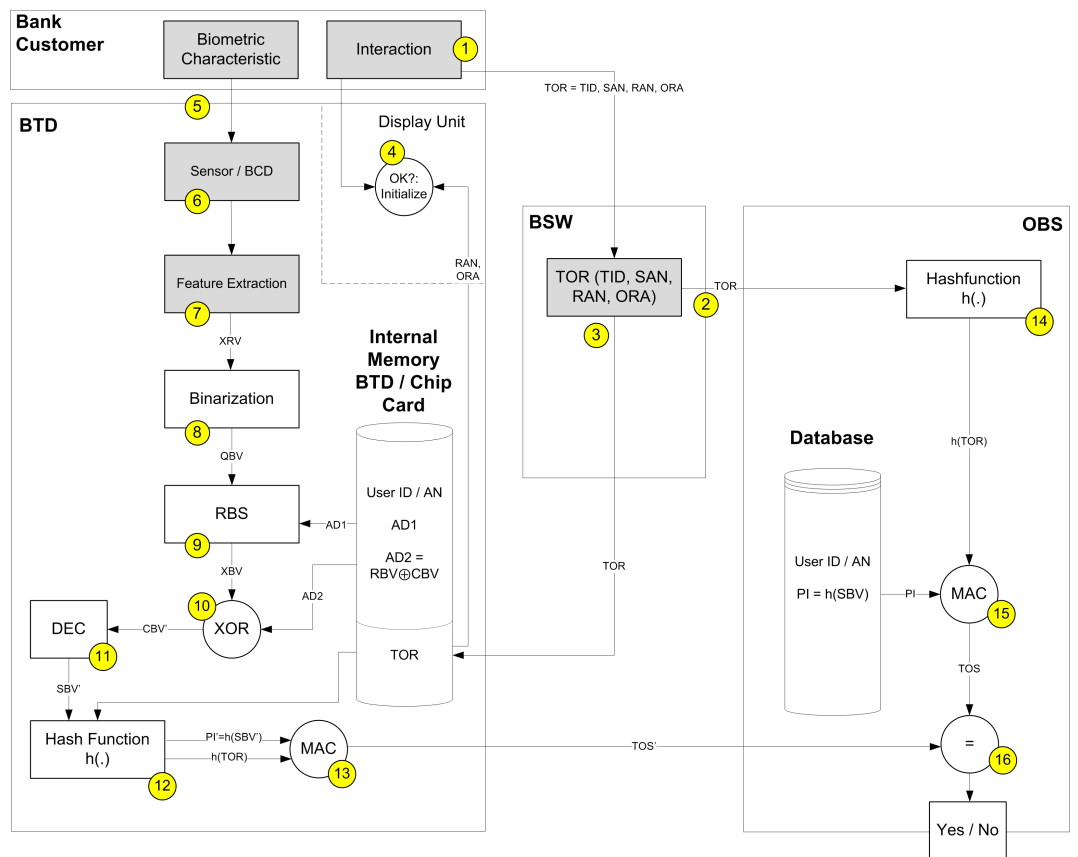 Bank
Customer
Biometric
Characteristic
Interaction
1
TOR = TID, SAN, RAN, ORA
5
BTD
Display Unit
4
OK?:
Initialize
Sensor / BCD
6
RAN,
ORA
Feature Extraction
7
XRV
Binarization
8
QBV
RBS
9
XBV
10
XOR
CBV'
DEC
11
SBV'
Hash Function
h(.)
12
PI'=h(SBV')
h(TOR)
MAC
13
TOS'
Internal
Memory
BTD / Chip
Card
User ID / AN
AD1
AD2 =
RBV⊕CBV
TOR
AD1
AD2
BSW
TOR (TID, SAN,
RAN, ORA)
2
3
TOR
TOR
OBS
Hashfunction
h(.)
14
h(TOR)
Database
User ID / AN
PI = h(SBV)
PI
MAC
15
TOS
=
16
Yes / No